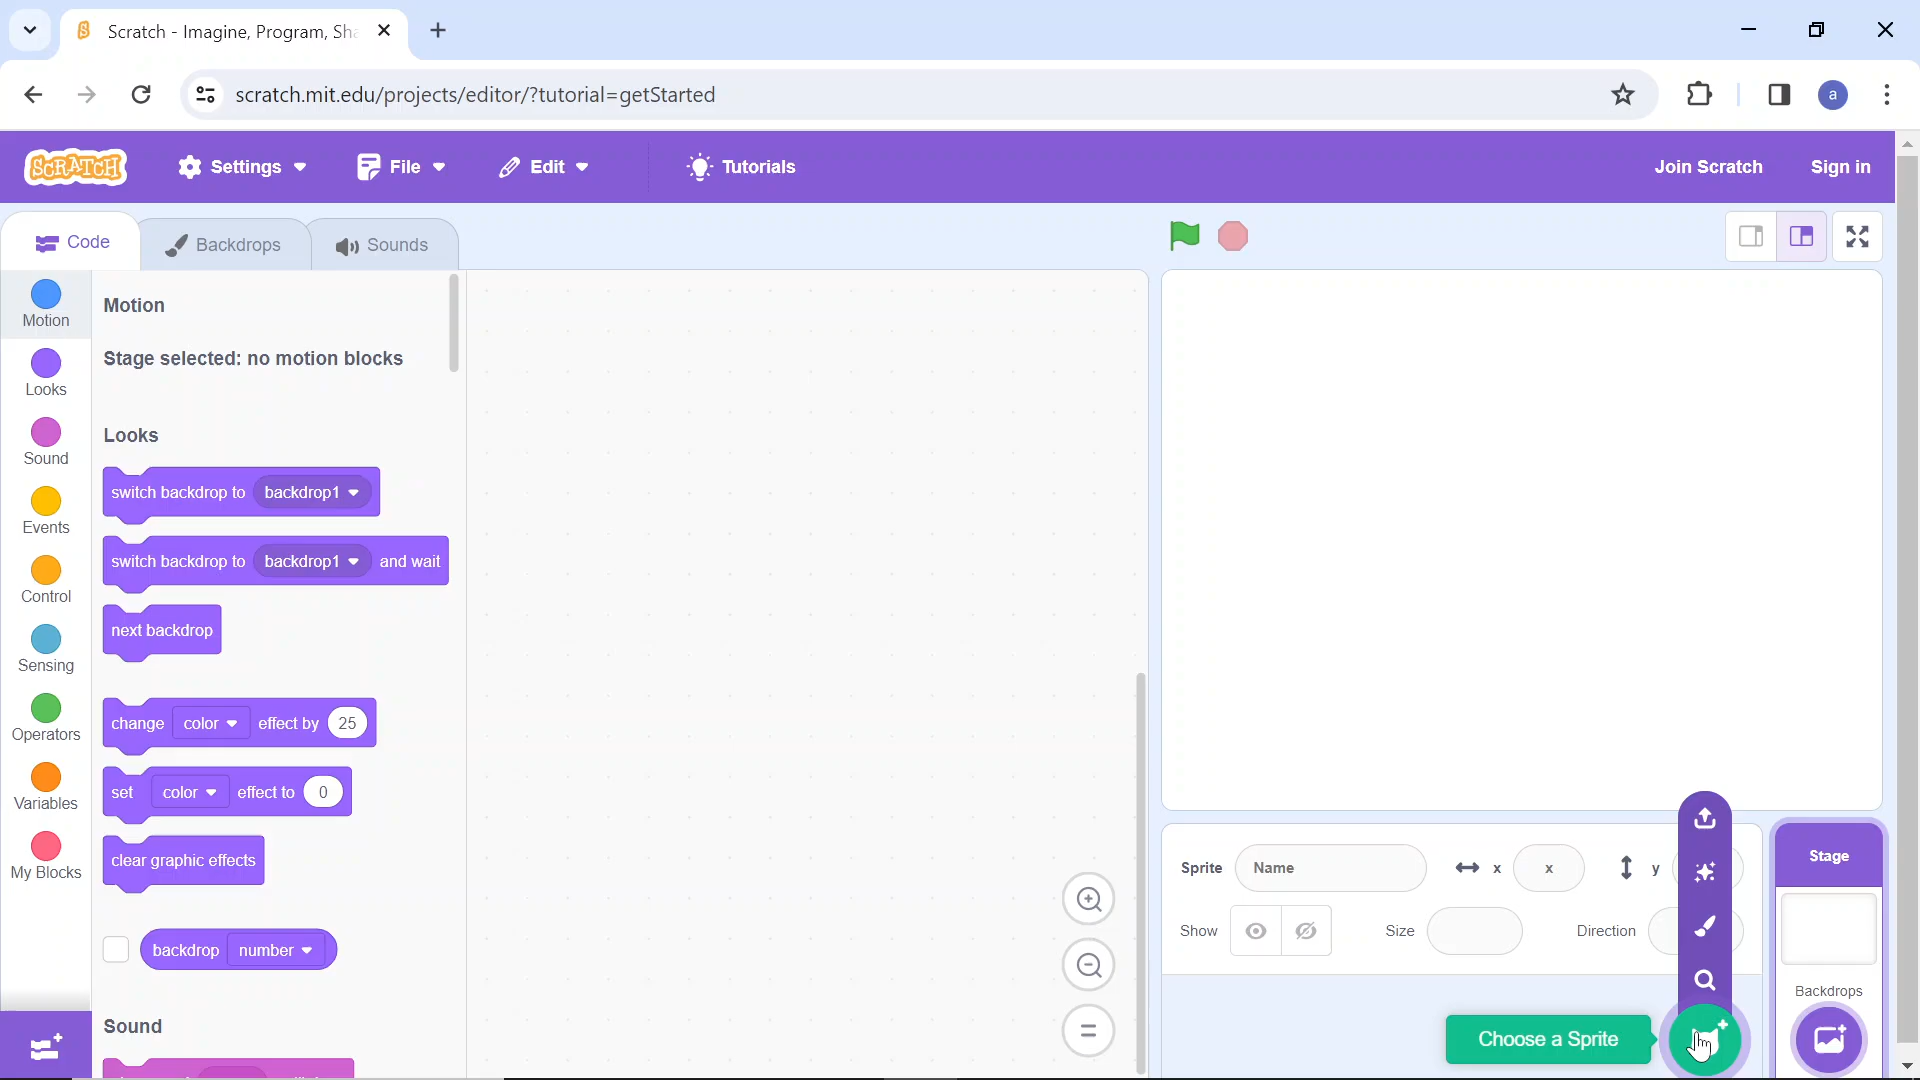 Scratch - Imagine, Program, Sha
scratch.mit.edu/projects/editor/?tutorial=getStarted
a
SCRATCH
Settings
File
Edit
Tutorials
Join Scratch
Sign in
Code
Backdrops
Sounds
Motion
Looks
Sound
Events
Control
Sensing
Operators
Variables
My Blocks
Motion
Stage selected: no motion blocks
Looks
switch backdrop to backdrop1
switch backdrop to backdrop1 and wait
next backdrop
change color effect by 25
set color effect to 0
clear graphic effects
backdrop number
Sound
Sprite Name x x y
Show Size Direction
Choose a Sprite
Stage
Backdrops